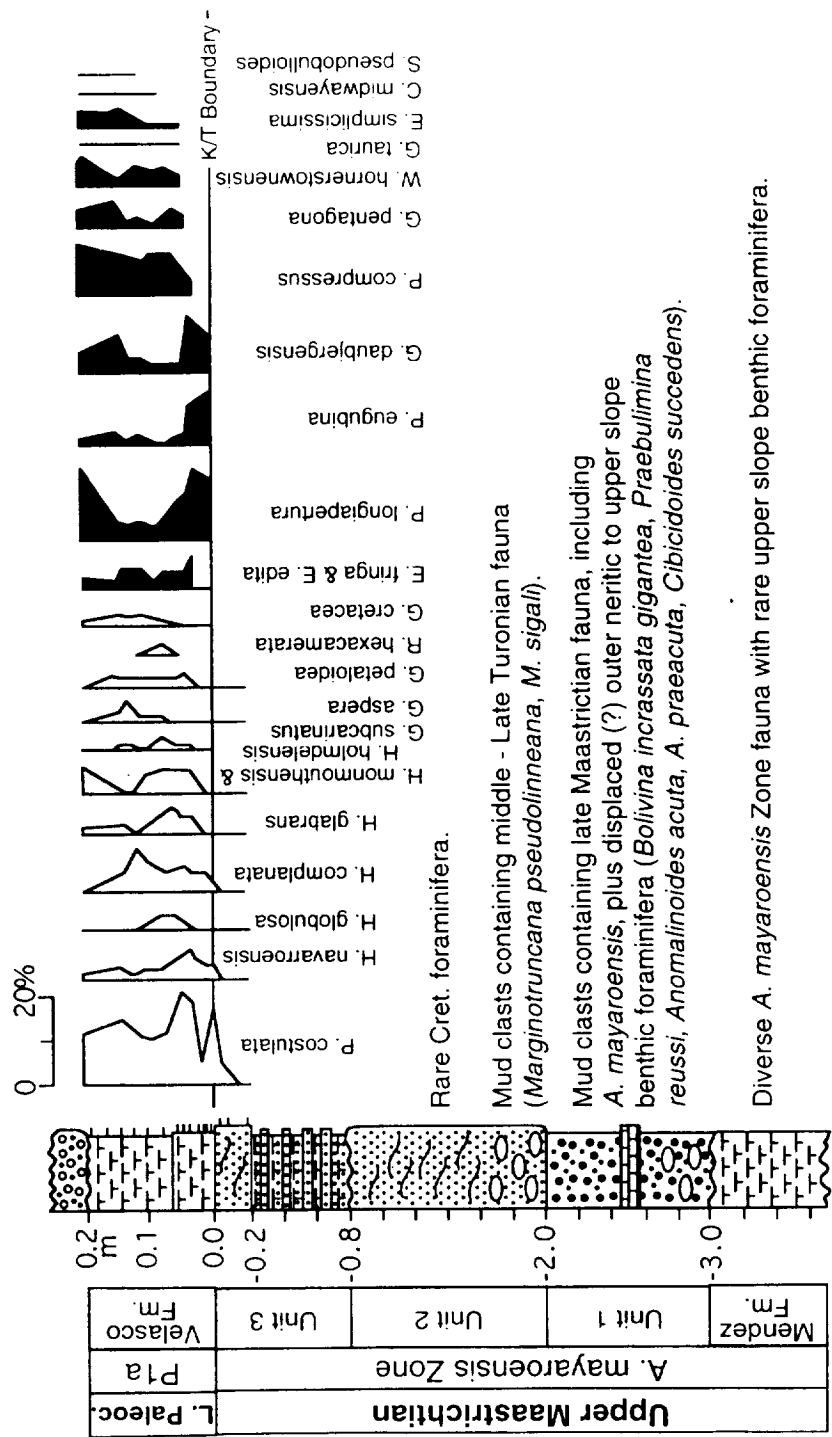 0 20%
P. costulata
H. navarroensis
H. globulosa
H. complanata
H. glabrans
H. monmouthensis &
H. holmdelensis
G. subcarinatus
G. aspera
G. petaloidea
R. hexacamerata
G. cretacea
E. fringa & E. edita
P. longiapertura
P. eugubina
G. daubjergensis
P. compressus
G. pentagona
W. hornerstownensis
G. taurica
E. simplicissima
C. midwayensis
S. pseudobulloides
K/T Boundary -
0.2
m
0.1
0.0
-0.2
-0.8
-2.0
-3.0
Velasco
Fm.
Unit 3
Unit 2
Unit 1
Mendez
Fm.
P1a
A. mayaroensis Zone
L. Paleoc.
Upper Maastrichtian
Rare Cret. foraminifera.
Mud clasts containing middle - Late Turonian fauna
(Marginotruncana pseudolinneana, M. sigali).
Mud clasts containing late Maastrictian fauna, including
A. mayaroensis, plus displaced (?) outer neritic to upper slope
benthic foraminifera (Bolivina incrassata gigantea, Praebulimina
reussi, Anomalinoides acuta, A. praeacuta, Cibicidoides succedens).
Diverse A. mayaroensis Zone fauna with rare upper slope benthic foraminifera.